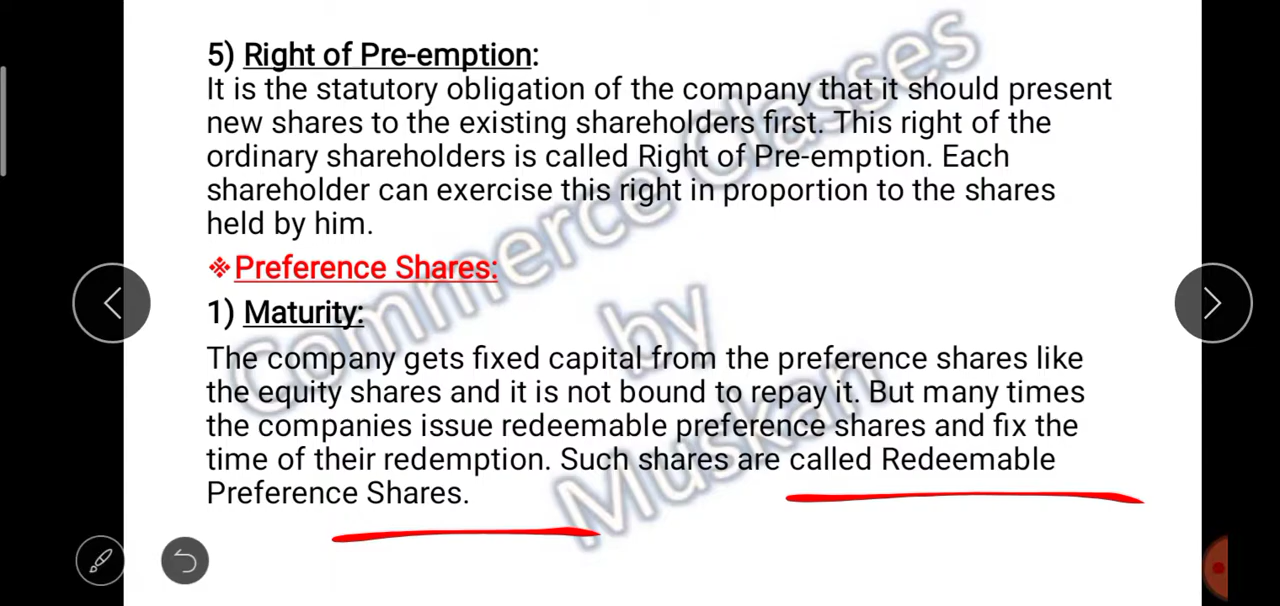 5) Right of Pre-emption:
It is the statutory obligation of the company that it should present
new shares to the existing shareholders first. This right of the
ordinary shareholders is called Right of Pre-emption. Each
shareholder can exercise this right in proportion to the shares
held by him.
❖Preference Shares:
1) Maturity:
The company gets fixed capital from the preference shares like
the equity shares and it is not bound to repay it. But many times
the companies issue redeemable preference shares and fix the
time of their redemption. Such shares are called Redeemable
Preference Shares.
Commerce Classes
by
Muskan